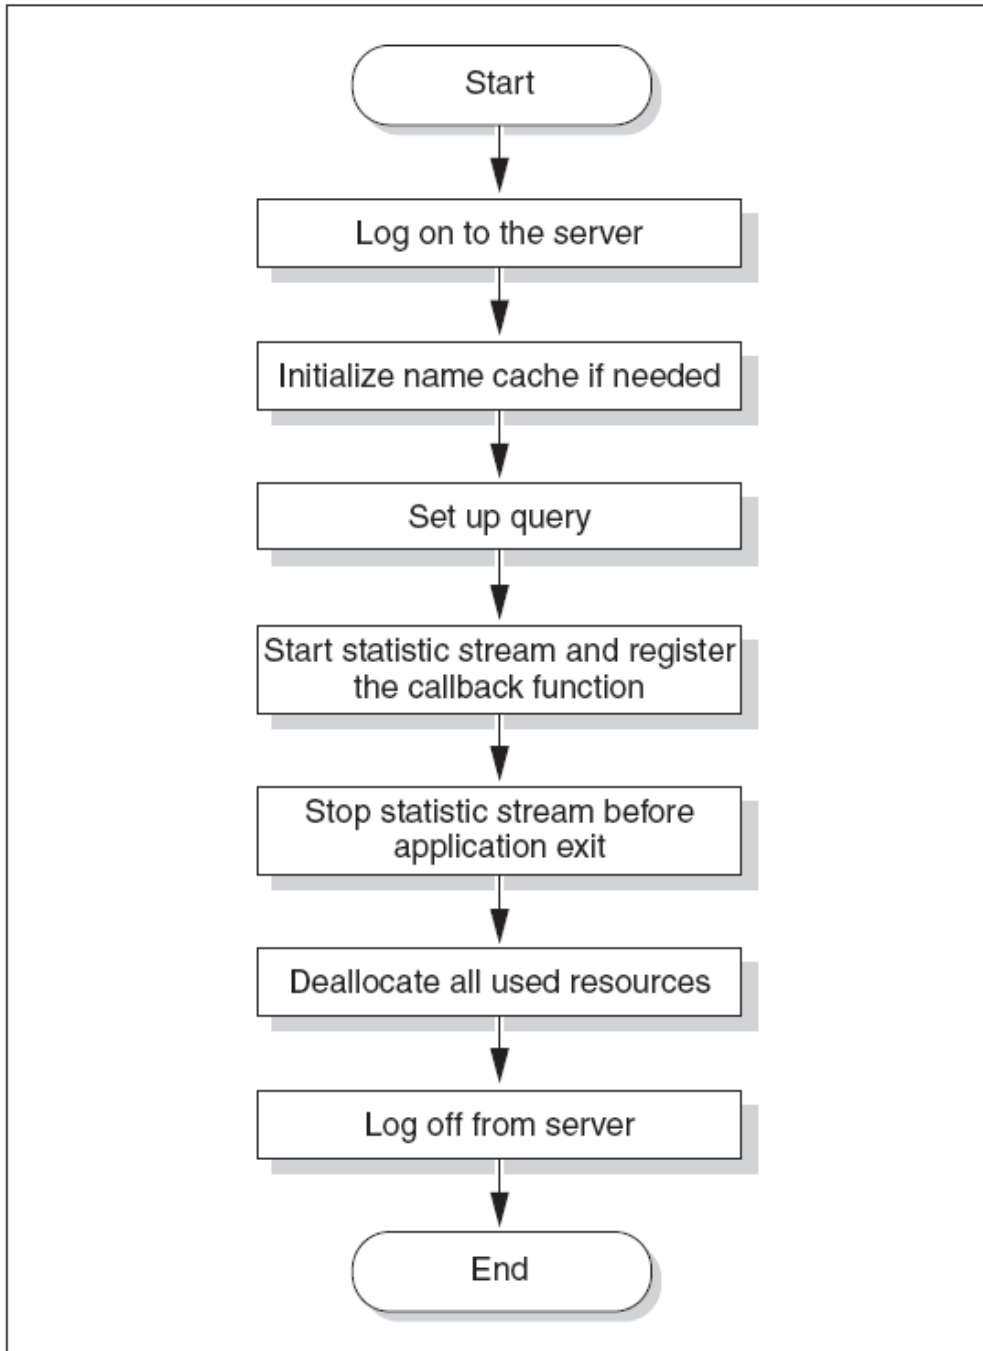 Start
Log on to the server
Initialize name cache if needed
Set up query
Start statistic stream and register
the callback function
Stop statistic stream before
application exit
Deallocate all used resources
Log off from server
End